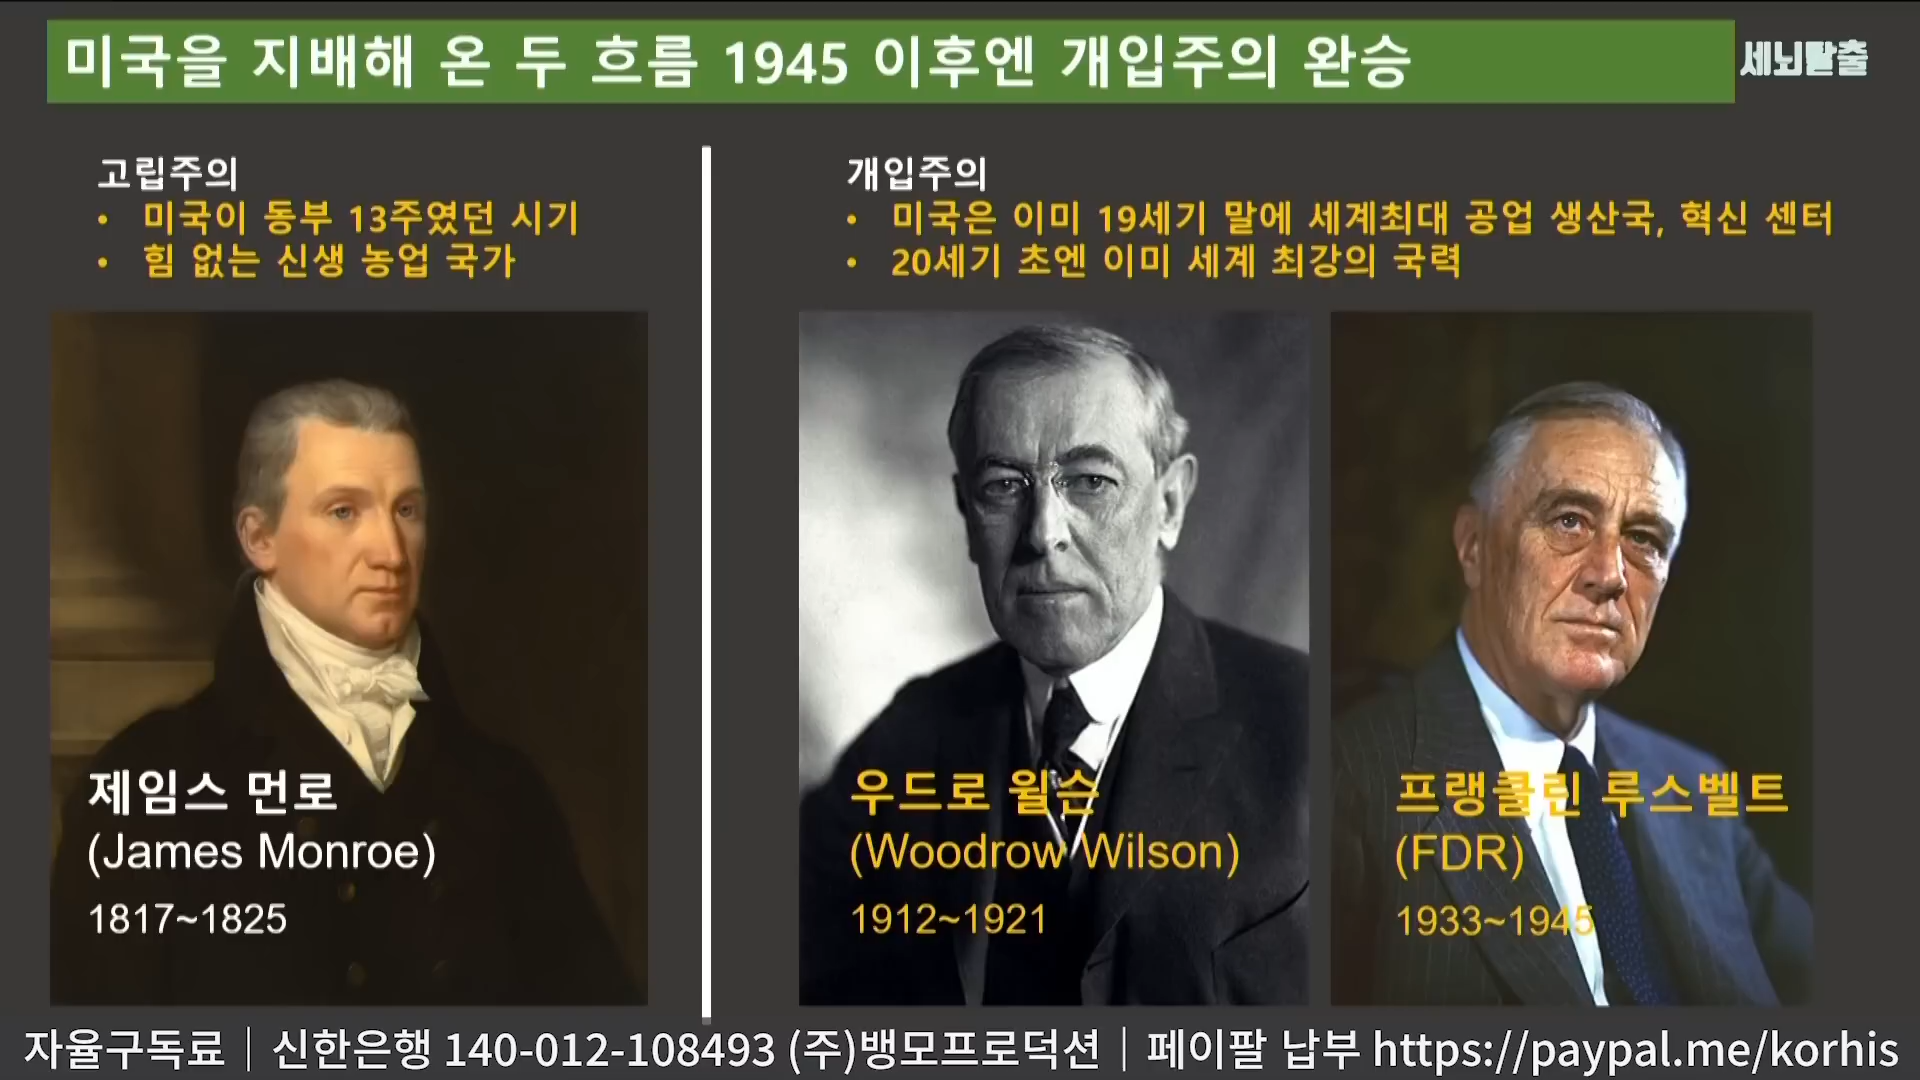 미국을 지배해 온 두 흐름 1945 이후엔 개입주의 완승
세뇌탈출
고립주의
• 미국이 동부 13주였던 시기
• 힘 없는 신생 농업 국가
개입주의
• 미국은 이미 19세기 말에 세계최대 공업 생산국, 혁신 센터
• 20세기 초엔 이미 세계 최강의 국력
제임스 먼로
(James Monroe)
1817~1825
우드로 윌슨
(Woodrow Wilson)
1912~1921
프랭클린 루스벨트
(FDR)
1933~1945
자율구독료│신한은행 140-012-108493 (주)뱅모프로덕션│페이팔 납부 https://paypal.me/korhis